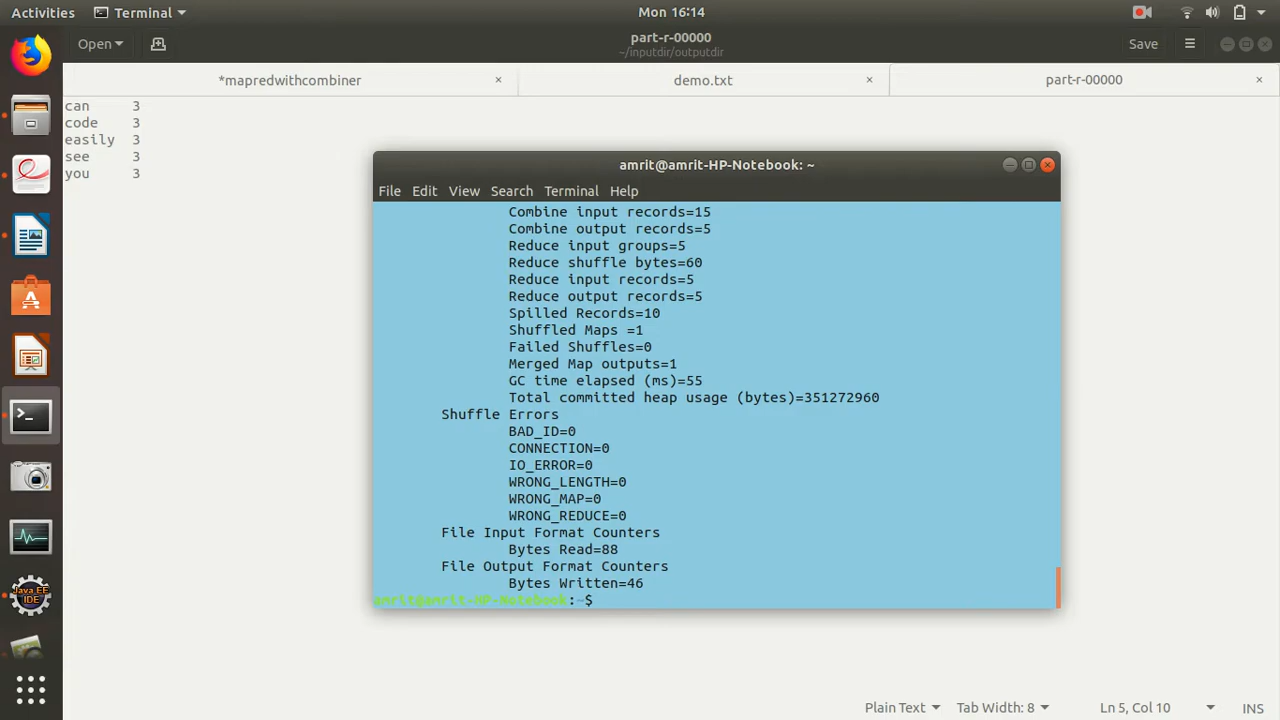 Activities Terminal Mon 16:14
Open part-r-00000 Save
~/inputdir/outputdir
*mapredwithcombiner × demo.txt × part-r-00000 ×
can 3
code 3
easily 3
see 3
you 3
amrit@amrit-HP-Notebook: ~
File Edit View Search Terminal Help
Combine input records=15
Combine output records=5
Reduce input groups=5
Reduce shuffle bytes=60
Reduce input records=5
Reduce output records=5
Spilled Records=10
Shuffled Maps =1
Failed Shuffles=0
Merged Map outputs=1
GC time elapsed (ms)=55
Total committed heap usage (bytes)=351272960
Shuffle Errors
BAD_ID=0
CONNECTION=0
IO_ERROR=0
WRONG_LENGTH=0
WRONG_MAP=0
WRONG_REDUCE=0
File Input Format Counters
Bytes Read=88
File Output Format Counters
Bytes Written=46
amrit@amrit-HP-Notebook:~$
Java EE
IDE
Plain Text Tab Width: 8 Ln 5, Col 10 INS